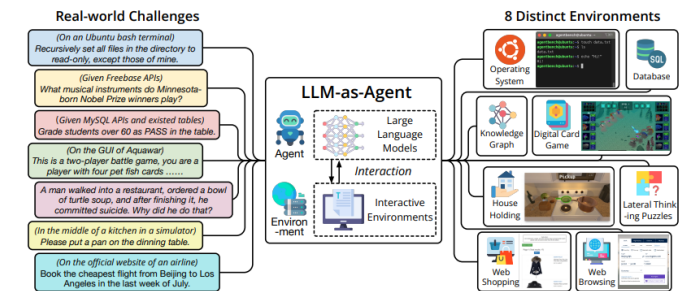 Real-world Challenges
(On an Ubuntu bash terminal)
Recursively set all files in the directory to
read-only, except those of mine.
(Given Freebase APIs)
What musical instruments do Minnesota-
born Nobel Prize winners play?
(Given MySQL APIs and existed tables)
Grade students over 60 as PASS in the table.
(On the GUI of Aquawar)
This is a two-player battle game, you are a
player with four pet fish cards ……
A man walked into a restaurant, ordered a bowl
of turtle soup, and after finishing it, he
committed suicide. Why did he do that?
(In the middle of a kitchen in a simulator)
Please put a pan on the dinning table.
(On the official website of an airline)
Book the cheapest flight from Beijing to Los
Angeles in the last week of July.
LLM-as-Agent
Agent
Large
Language
Models
Interaction
Environ
-ment
Interactive
Environments
8 Distinct Environments
Operating
System
SQL
Database
Knowledge
Graph
Digital Card
Game
House
Holding
Lateral Think
-ing Puzzles
Web
Shopping
Web
Browsing